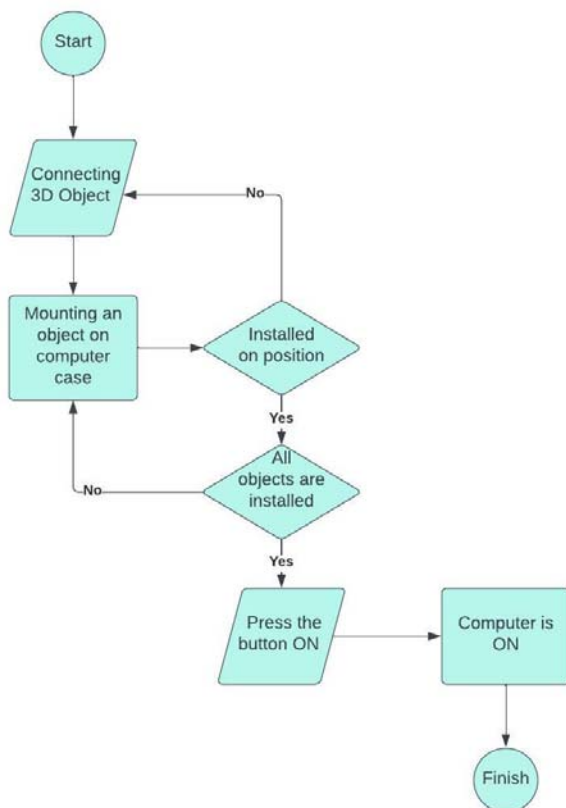 Start
Connecting
3D Object
No
Mounting an
object on
computer
case
Installed
on position
Yes
All
objects are
installed
No
Yes
Press the
button ON
Computer is
ON
Finish